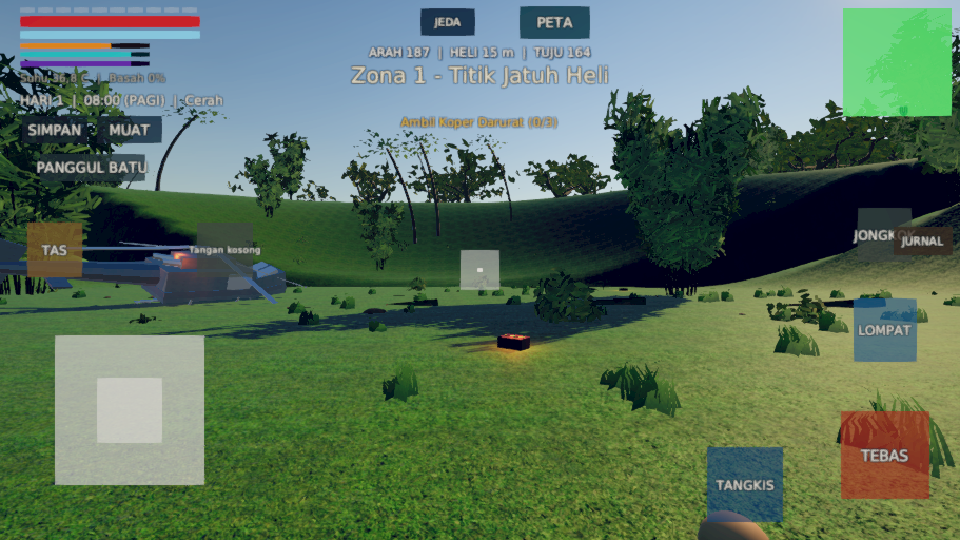 JEDA
PETA
ARAH 187 | HELI 15 m | TUJU 164
Zona 1 - Titik Jatuh Heli
Suhu 36,8 C | Basah 0%
HARI 1 | 08:00 (PAGI) | Cerah
SIMPAN
MUAT
Ambil Koper Darurat (0/3)
PANGGUL BATU
TAS
Tangan kosong
JONGKOK
JURNAL
LOMPAT
TEBAS
TANGKIS